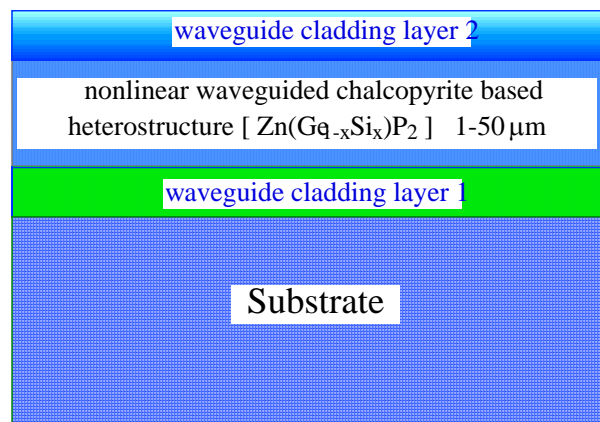 waveguide cladding layer 2
nonlinear waveguided chalcopyrite based
heterostructure [ Zn(Ge1-xSix)P2 ] 1-50 μm
waveguide cladding layer 1
Substrate